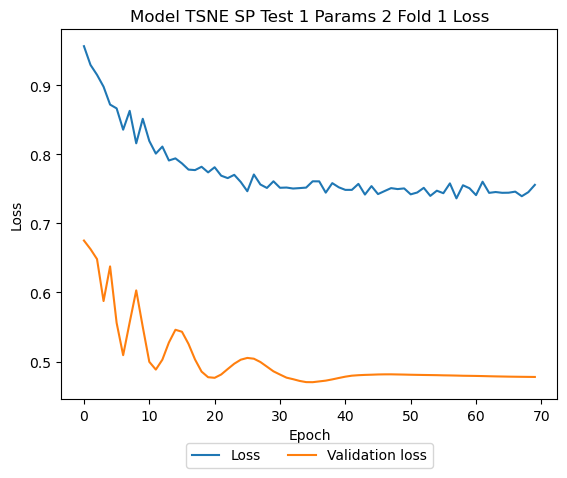 Model TSNE SP Test 1 Params 2 Fold 1 Loss
0.9
0.8
0.7
0.6
0.5
Loss
0 10 20 30 40 50 60 70
Epoch
Loss Validation loss